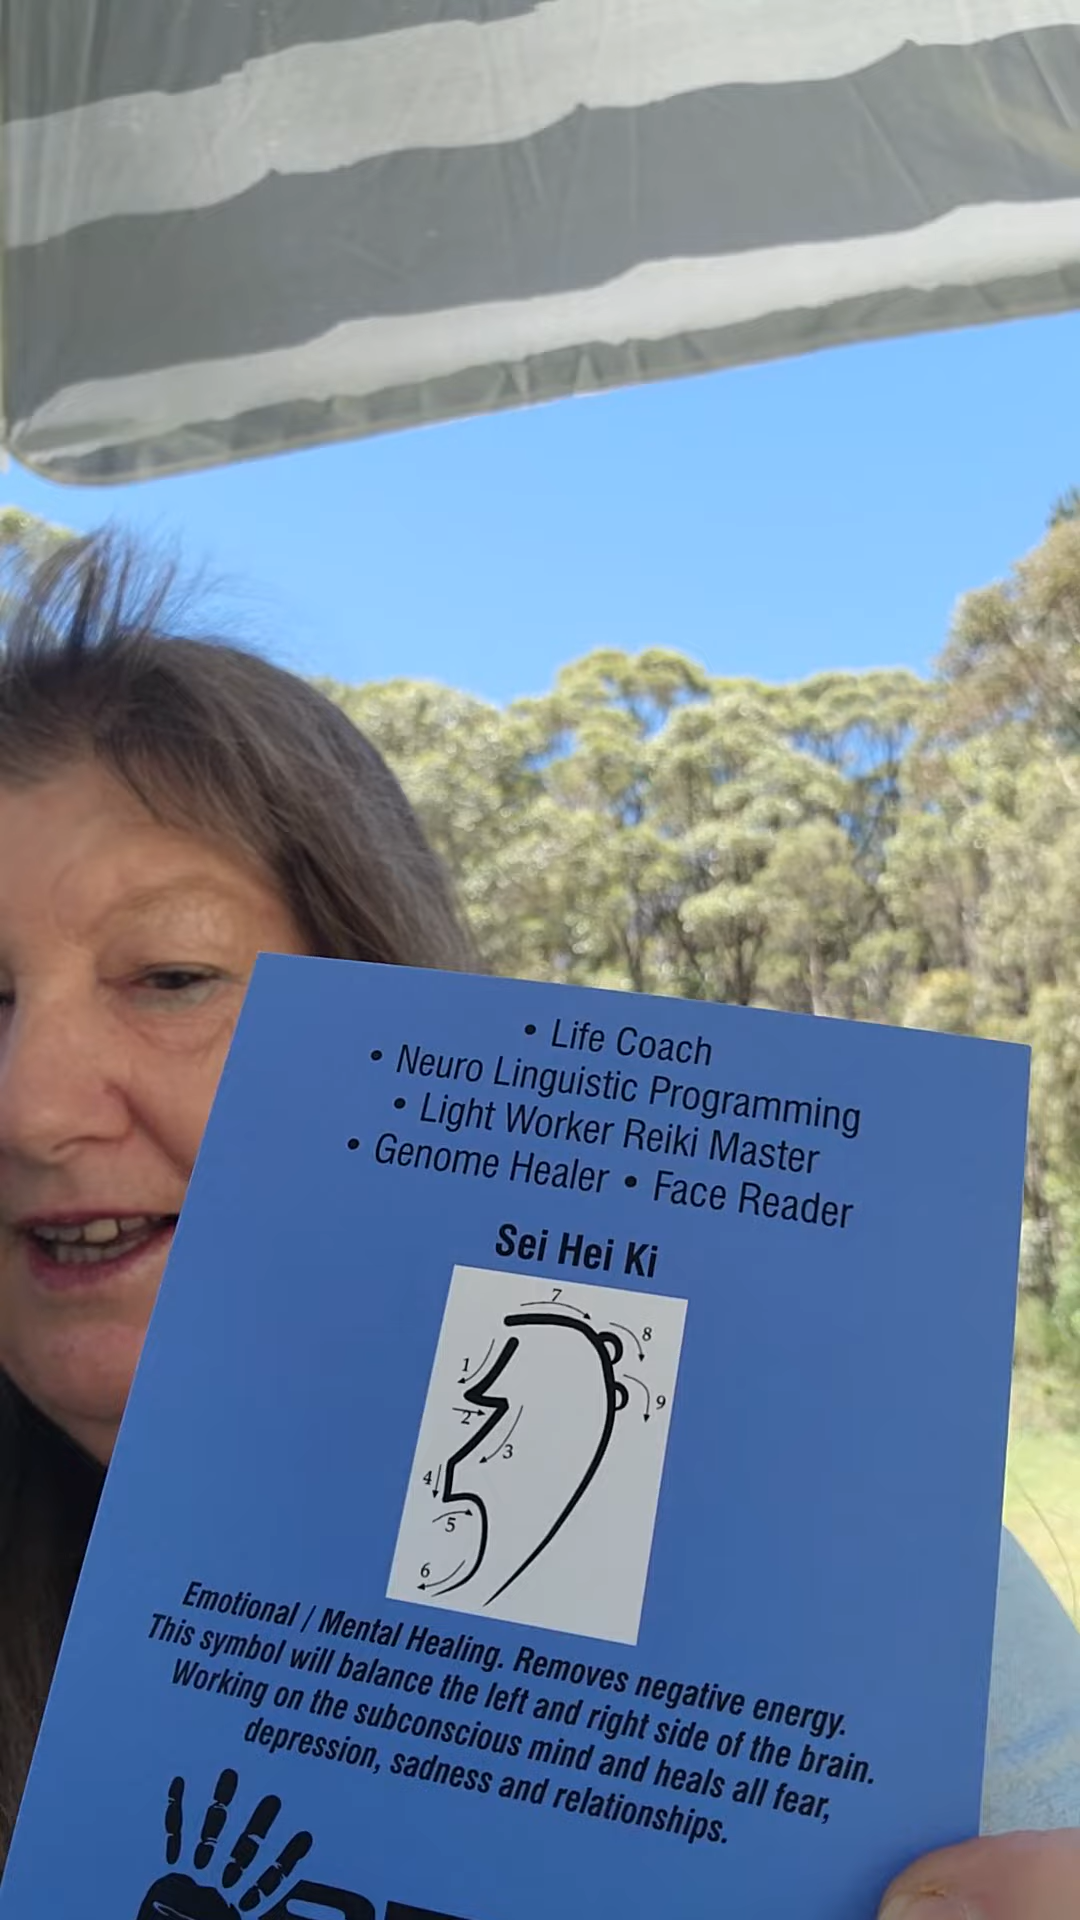 • Life Coach
• Neuro Linguistic Programming
• Light Worker Reiki Master
• Genome Healer • Face Reader
Sei Hei Ki
7
8
1
9
2
3
4
5
6
Emotional / Mental Healing. Removes negative energy.
This symbol will balance the left and right side of the brain.
Working on the subconscious mind and heals all fear,
depression, sadness and relationships.